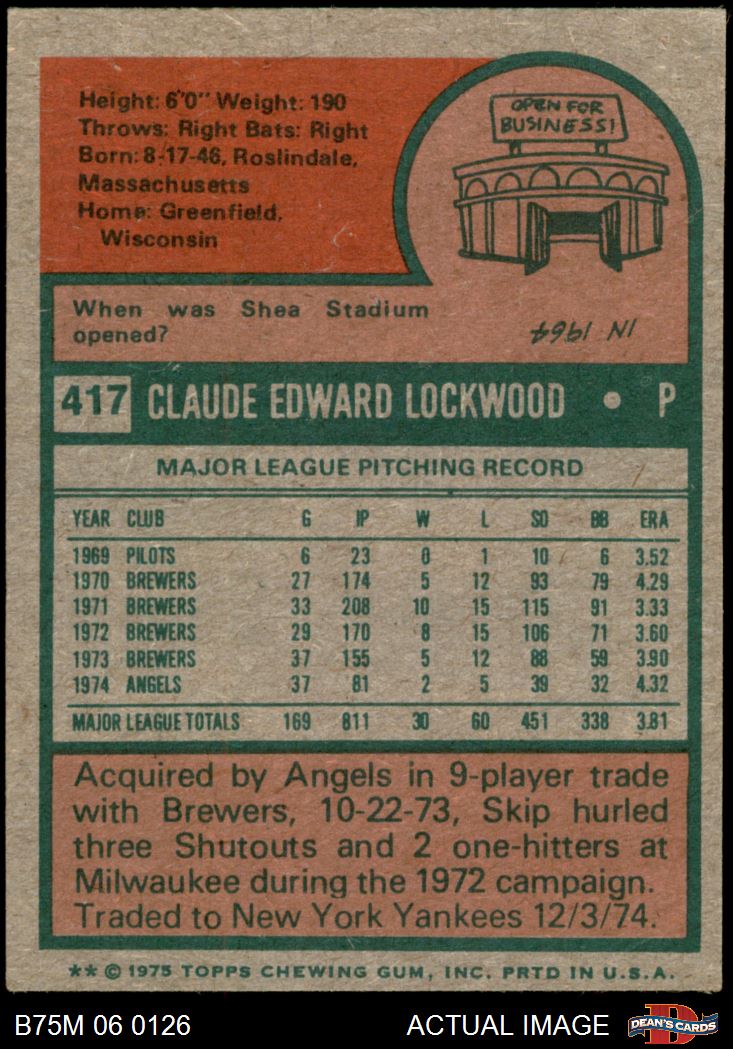 Height: 6'0" Weight: 190
Throws: Right Bats: Right
Born: 8-17-46, Roslindale,
Massachusetts
Home: Greenfield,
Wisconsin
OPEN FOR
BUSINESS!
When was Shea Stadium
opened?
IN 1964
417 CLAUDE EDWARD LOCKWOOD • P
MAJOR LEAGUE PITCHING RECORD
YEAR CLUB G IP W L SO BB ERA
1969 PILOTS 6 23 0 1 10 6 3.52
1970 BREWERS 27 174 5 12 93 79 4.29
1971 BREWERS 33 208 10 15 115 91 3.33
1972 BREWERS 29 170 8 15 106 71 3.60
1973 BREWERS 37 155 5 12 88 59 3.90
1974 ANGELS 37 81 2 5 39 32 4.32
MAJOR LEAGUE TOTALS 169 811 30 60 451 338 3.81
Acquired by Angels in 9-player trade
with Brewers, 10-22-73, Skip hurled
three Shutouts and 2 one-hitters at
Milwaukee during the 1972 campaign.
Traded to New York Yankees 12/3/74.
** © 1975 TOPPS CHEWING GUM, INC. PRTD IN U.S.A.
B75M 06 0126 ACTUAL IMAGE
D
DEAN'S CARDS